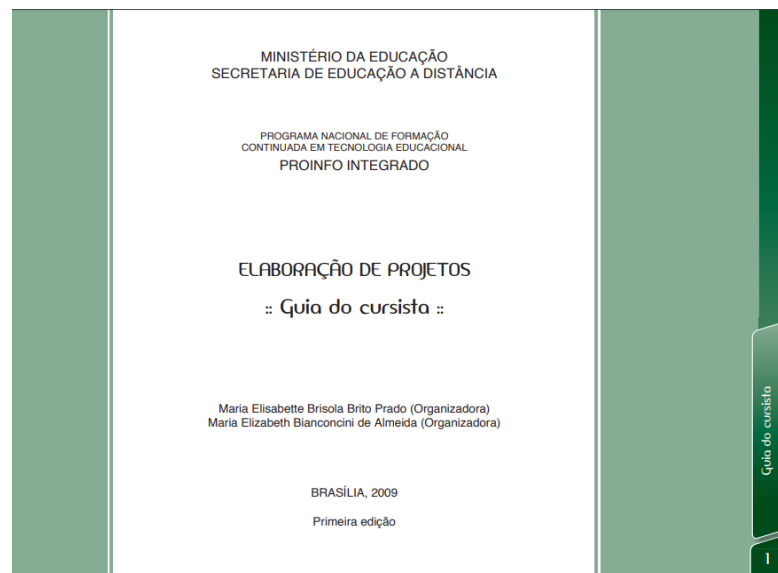 MINISTÉRIO DA EDUCAÇÃO
SECRETARIA DE EDUCAÇÃO A DISTÂNCIA
PROGRAMA NACIONAL DE FORMAÇÃO
CONTINUADA EM TECNOLOGIA EDUCACIONAL
PROINFO INTEGRADO
ELABORAÇÃO DE PROJETOS
:: Guia do cursista ::
Maria Elisabette Brisola Brito Prado (Organizadora)
Maria Elizabeth Bianconcini de Almeida (Organizadora)
BRASÍLIA, 2009
Primeira edição
Guia do cursista
1